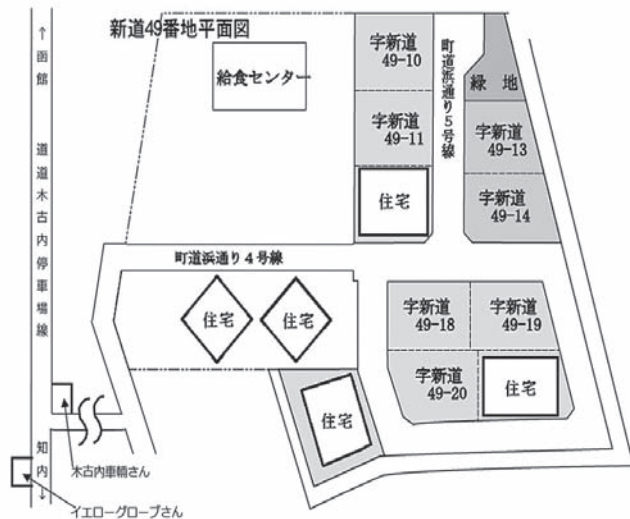 新道49番地平面図
↑函館
道道木古内停車場線
知内↓
給食センター
字新道
49-10
字新道
49-11
住宅
町道浜通り5号線
緑地
字新道
49-13
字新道
49-14
町道浜通り4号線
住宅
住宅
字新道
49-18
字新道
49-19
字新道
49-20
住宅
住宅
木古内車輌さん
イエローグローブさん